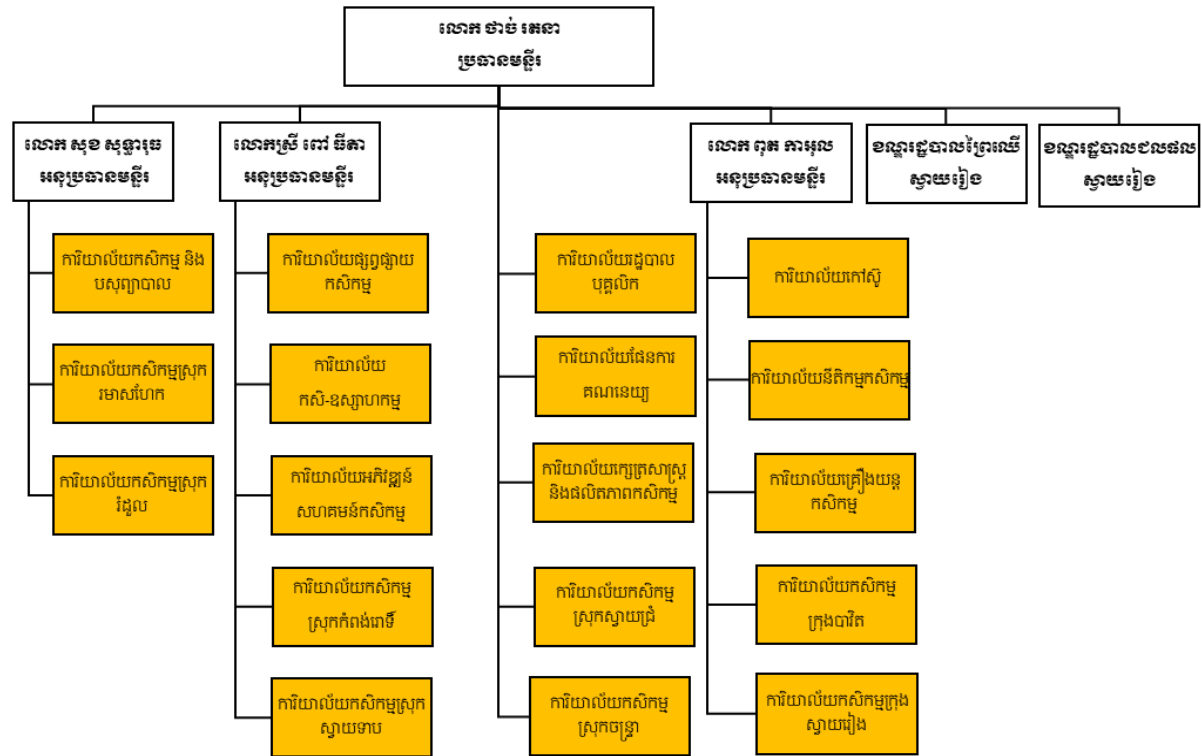 លោក ថាច់ រតនា
ប្រធានមន្ទីរ
លោក សុខ សុទ្ធារុធ
អនុប្រធានមន្ទីរ
លោកស្រី ពៅ ធីតា
អនុប្រធានមន្ទីរ
លោក ពុត កាអុល
អនុប្រធានមន្ទីរ
ខណ្ឌរដ្ឋបាលព្រៃឈើ
ស្វាយរៀង
ខណ្ឌរដ្ឋបាលជលផល
ស្វាយរៀង
ការិយាល័យកសិកម្ម និង
បសុព្យាបាល
ការិយាល័យកសិកម្មស្រុក
រមាសហែក
ការិយាល័យកសិកម្មស្រុក
រំដួល
ការិយាល័យផ្សព្វផ្សាយ
កសិកម្ម
ការិយាល័យ
កសិ-ឧស្សាហកម្ម
ការិយាល័យអភិវឌ្ឍន៍
សហគមន៍កសិកម្ម
ការិយាល័យកសិកម្ម
ស្រុកកំពង់រោទិ៍
ការិយាល័យកសិកម្មស្រុក
ស្វាយទាប
ការិយាល័យរដ្ឋបាល
បុគ្គលិក
ការិយាល័យផែនការ
គណនេយ្យ
ការិយាល័យក្សេត្រសាស្ត្រ
និងផលិតភាពកសិកម្ម
ការិយាល័យកសិកម្ម
ស្រុកស្វាយជ្រំ
ការិយាល័យកសិកម្ម
ស្រុកចន្ទ្រា
ការិយាល័យកៅស៊ូ
ការិយាល័យនីតិកម្មកសិកម្ម
ការិយាល័យគ្រឿងយន្ត
កសិកម្ម
ការិយាល័យកសិកម្ម
ក្រុងបាវិត
ការិយាល័យកសិកម្មក្រុង
ស្វាយរៀង